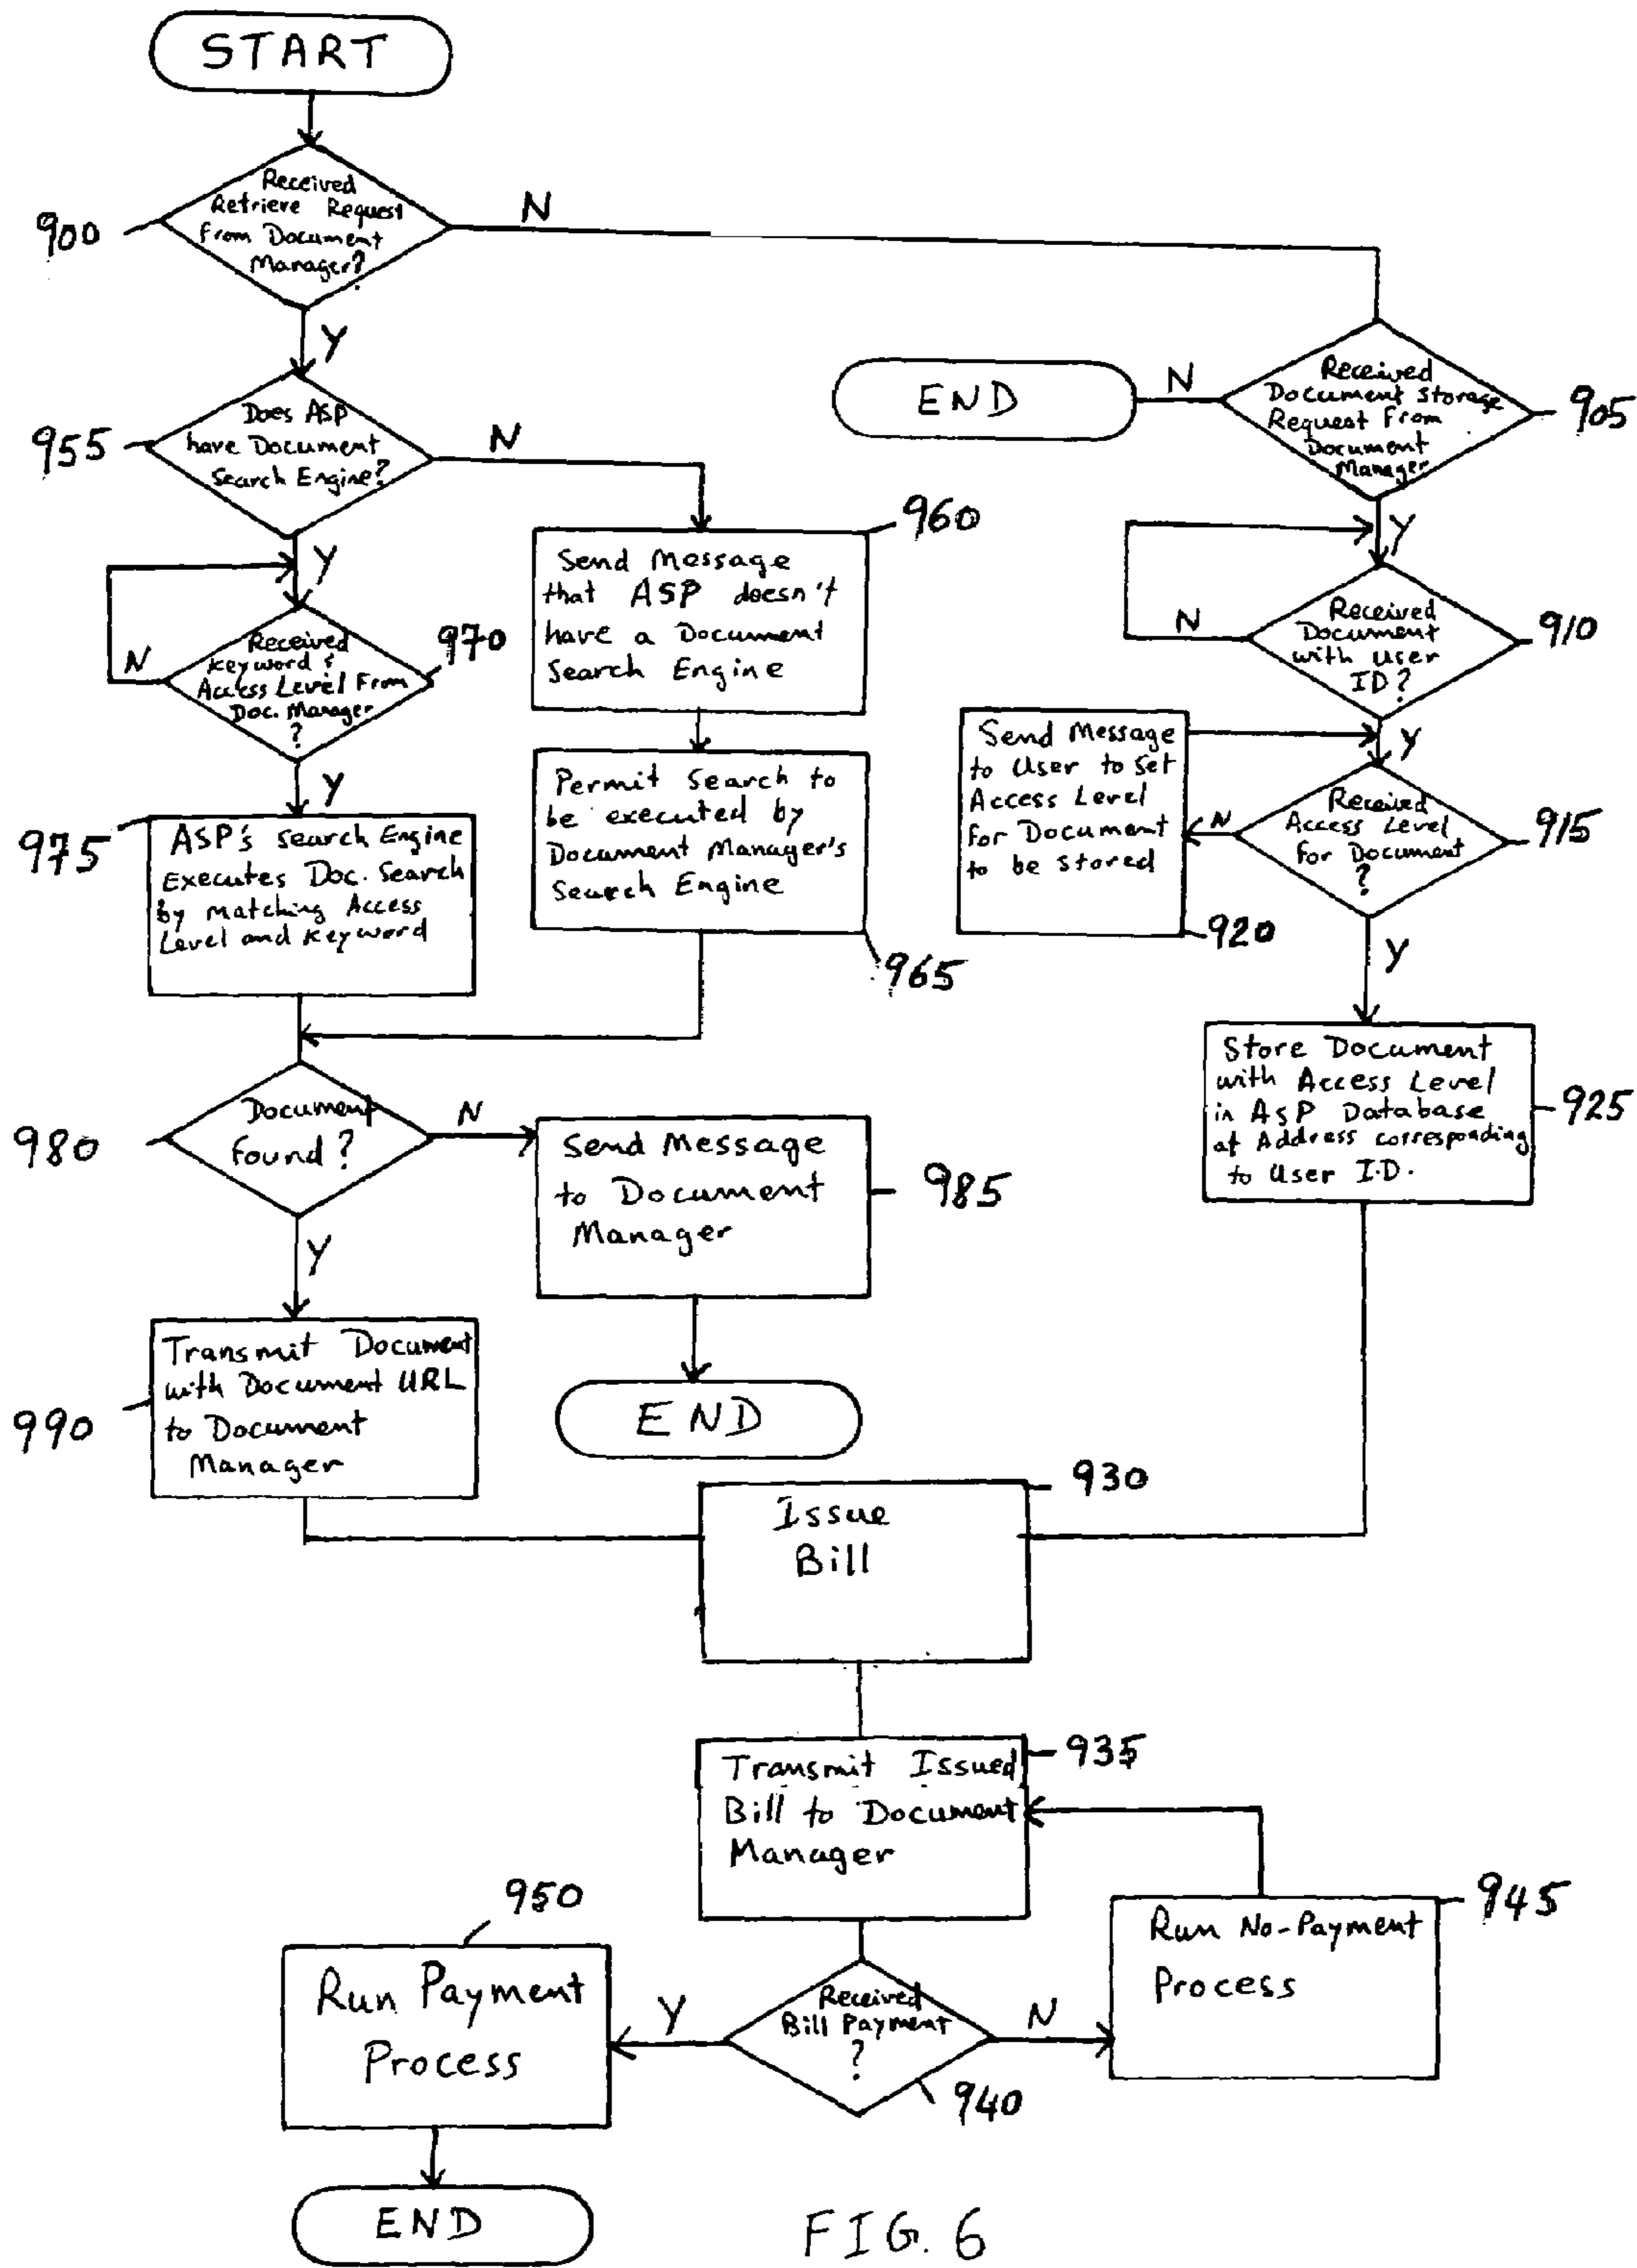 START
900
Received
Retrieve Request
From Document
Manager?
N
Y
955
Does ASP
have Document
Search Engine?
N
Y
970
Received
Keyword &
Access Level From
Doc. Manager
?
N
Y
975
ASP's Search Engine
Executes Doc. Search
by Matching Access
Level and Keyword
960
Send Message
that ASP doesn't
have a Document
Search Engine
Permit Search to
be executed by
Document Manager's
Search Engine
965
END
N
Received
Document Storage
Request From
Document
Manager
905
Y
Received
Document
with User
ID?
910
N
Y
Send Message
to User to Set
Access Level
For Document
to be Stored
920
N
Received
Access Level
for Document
?
915
Y
Store Document
with Access Level
in ASP Database
at Address corresponding
to User I.D.
925
980
Document
found?
N
Y
Send Message
to Document
Manager
985
END
990
Transmit Document
with Document URL
to Document
Manager
930
Issue
Bill
Transmit Issued
Bill to Document
Manager
935
950
Run Payment
Process
Y
Received
Bill Payment
?
940
N
Run No-Payment
Process
945
END
FIG. 6